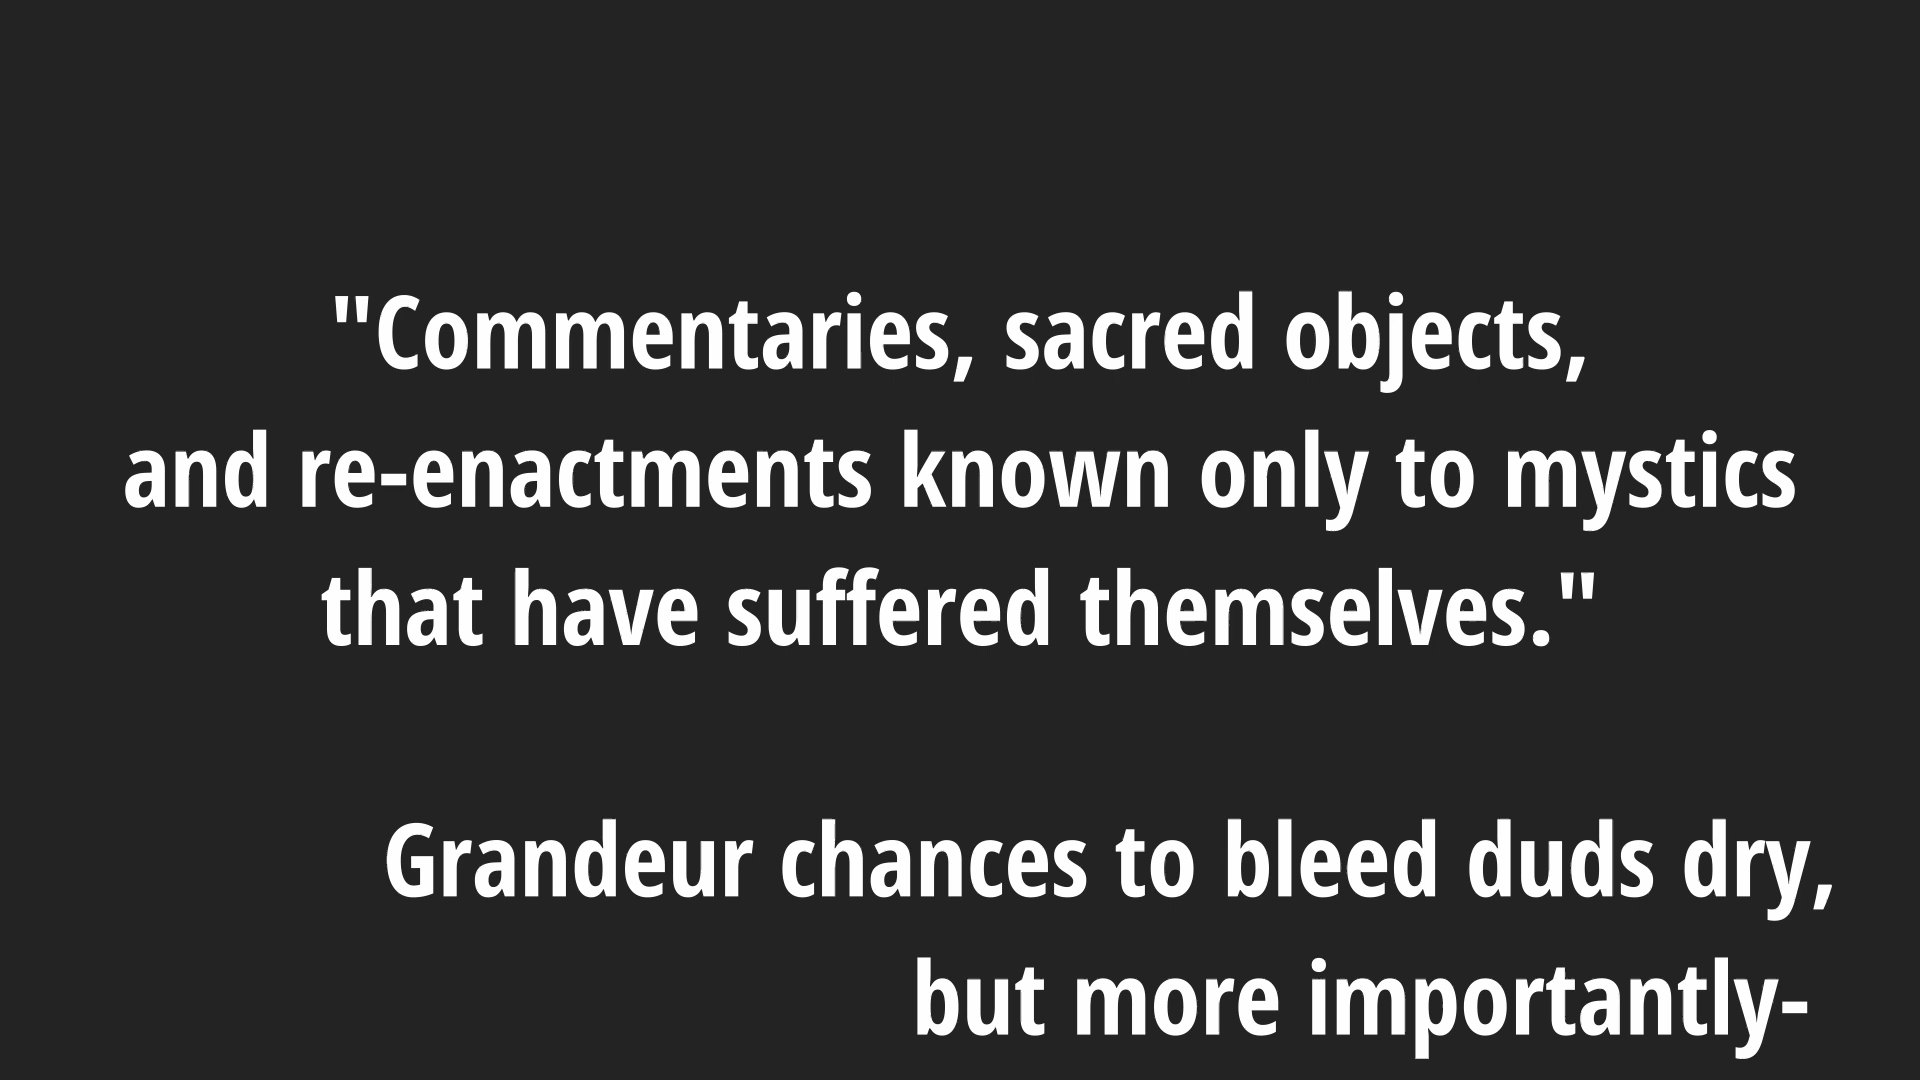 "Commentaries, sacred objects,
and re-enactments known only to mystics
that have suffered themselves."
Grandeur chances to bleed duds dry,
but more importantly-